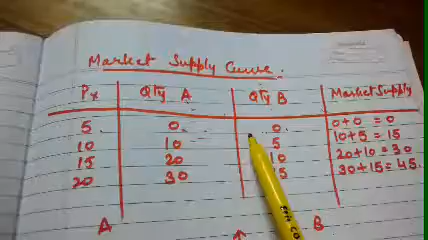 Market Supply Curve.
Px Qty A Qty B Market Supply
5 0 0 0+0=0
10 10 5 10+5=15
15 20 10 20+10=30
20 30 15 30+15=45
A B